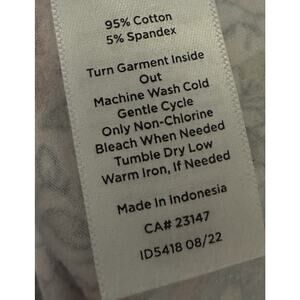 95% Cotton
5% Spandex
Turn Garment Inside
Out
Machine Wash Cold
Gentle Cycle
Only Non-Chlorine
Bleach When Needed
Tumble Dry Low
Warm Iron, If Needed
Made in Indonesia
CA# 23147
ID5418 08/22